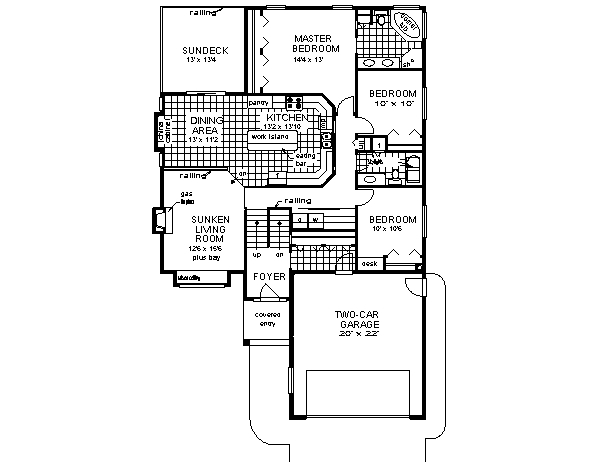 railing
SUNDECK
13' x 13'4
MASTER
BEDROOM
14'4 x 13'
corner
tub
sh
BEDROOM
10' x 10'
pantry
KITCHEN
13'2 x 13'10
work island
eating
bar
china
cabinet
DINING
AREA
13' x 11'2
railing
dn
f
lin
gas
SUNKEN
LIVING
ROOM
12'6 x 15'6
plus bay
railing
d
w
up
dn
BEDROOM
10' x 10'6
desk
FOYER
covered
entry
TWO-CAR
GARAGE
20' x 22'